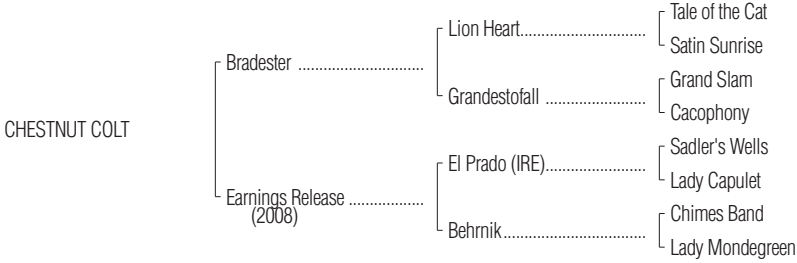 Tale of the Cat
Lion Heart..............................
Satin Sunrise
Bradester ..............................
Grand Slam
Grandestofall ........................
Cacophony
CHESTNUT COLT
Sadler's Wells
El Prado (IRE)........................
Lady Capulet
Earnings Release ..................
(2008)
Chimes Band
Behrnik..................................
Lady Mondegreen